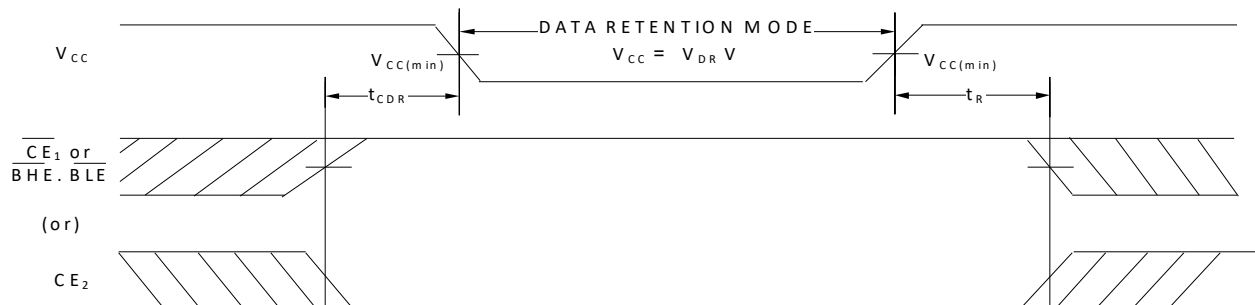 DATA RETENTION MODE
VCC
VCC(min)
VCC = VDR V
VCC(min)
tCDR
tR
CE1 or
BHE. BLE
(or)
CE2